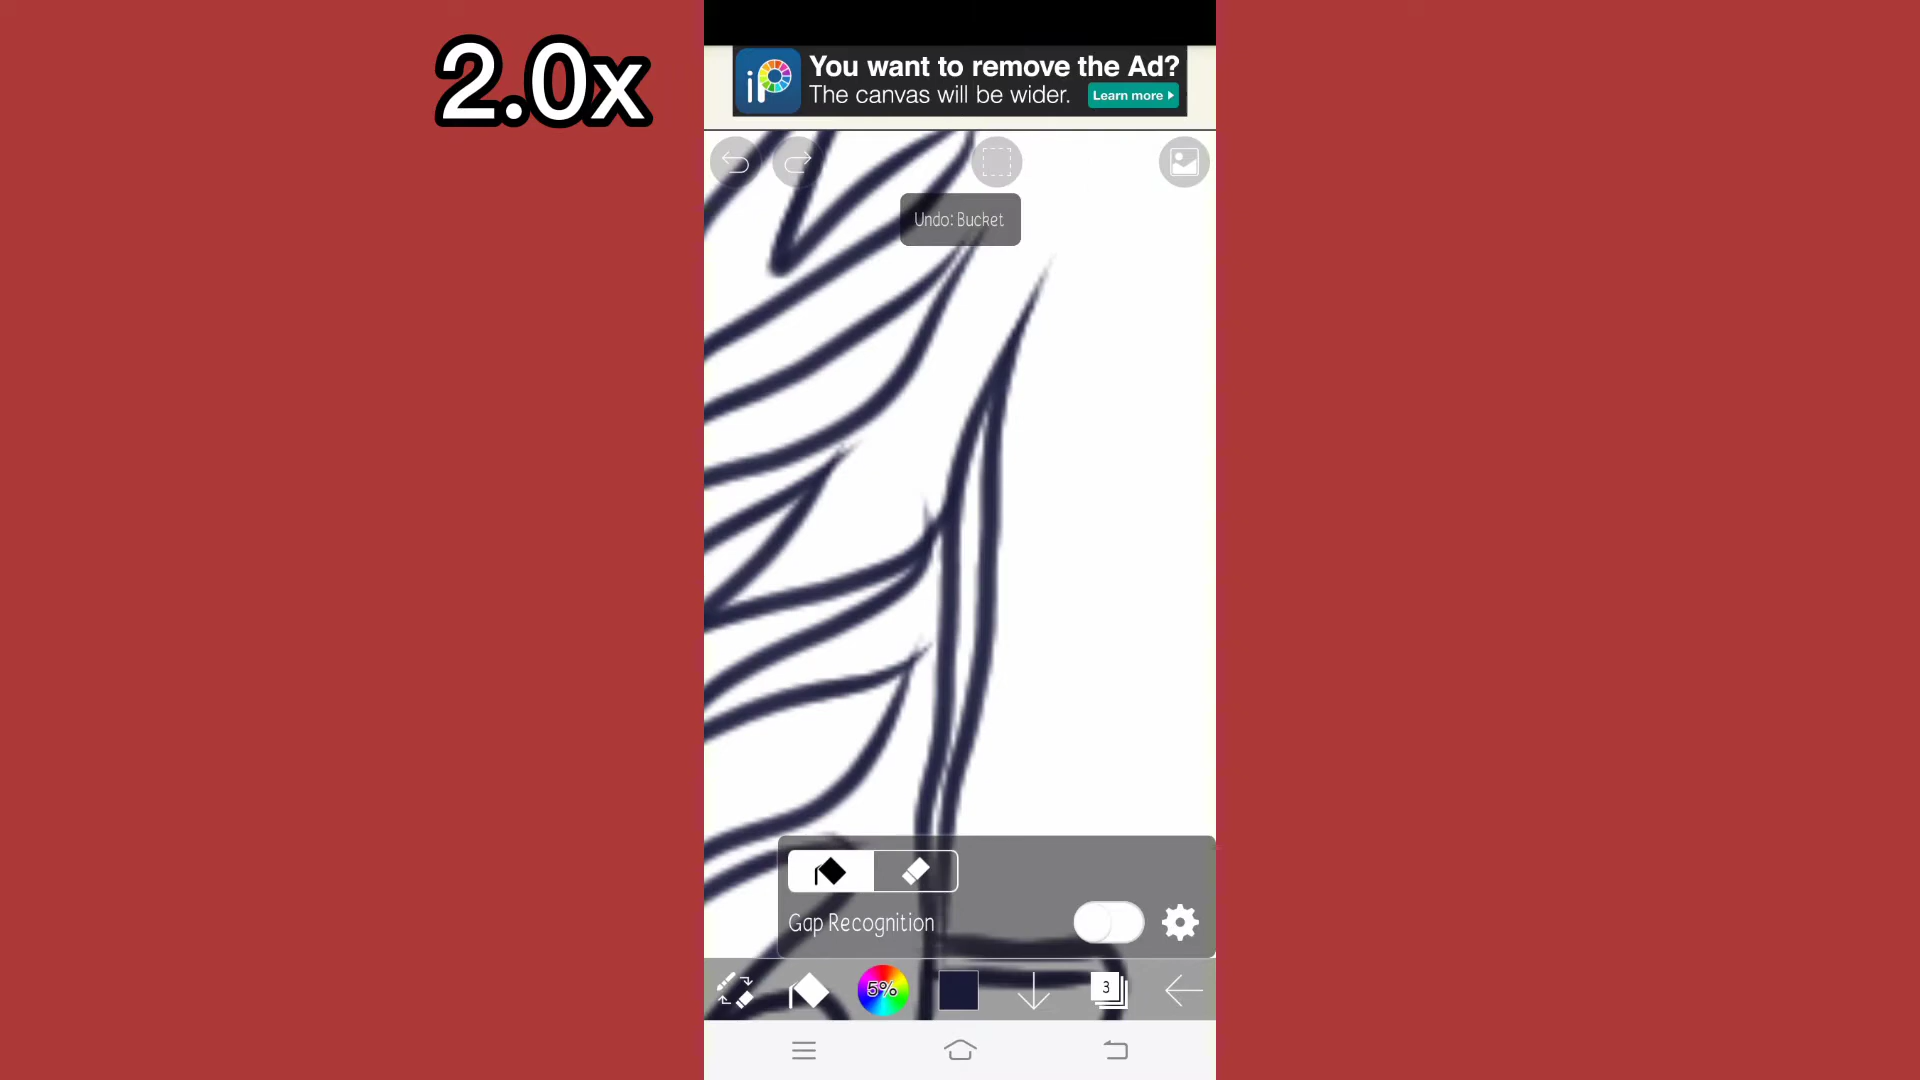 2.0x
iP
You want to remove the Ad?
The canvas will be wider.
Learn more
Undo: Bucket
Gap Recognition
5%
3